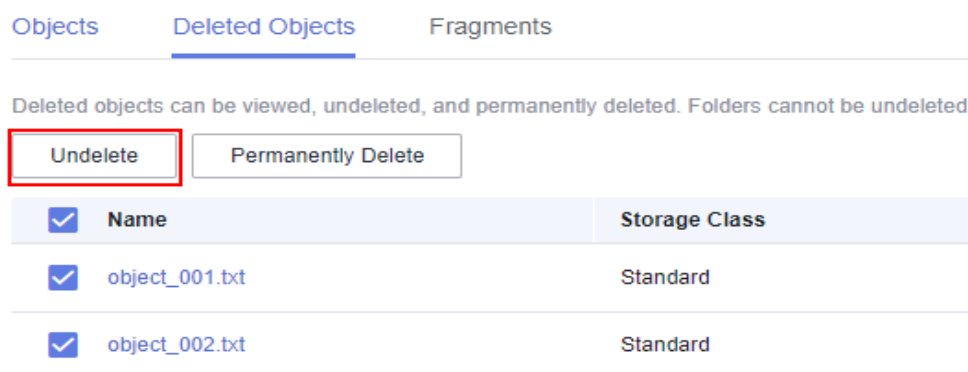 Objects Deleted Objects Fragments
Deleted objects can be viewed, undeleted, and permanently deleted. Folders cannot be undeleted
Undelete Permanently Delete
Name Storage Class
object_001.txt Standard
object_002.txt Standard